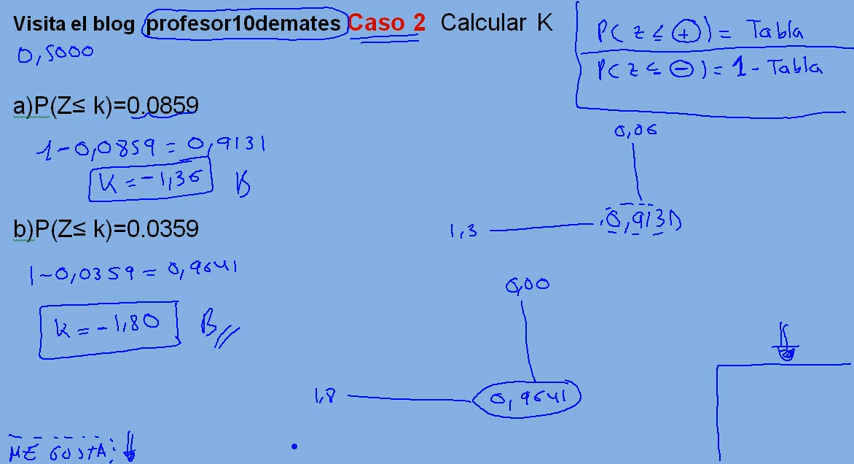 Visita el blog profesor10demates Caso 2 Calcular K
0,5000
P(Z ≤ +) = Tabla
P(Z ≤ −) = 1 - Tabla
a)P(Z≤ k)=0.0859
1-0,0859 = 0,9131
K = -1,36 B
0,06
1,3
0,9131
b)P(Z≤ k)=0.0359
1-0,0359 = 0,9641
K = -1,80 B
0,00
1,8
0,9641
ME GUSTA: